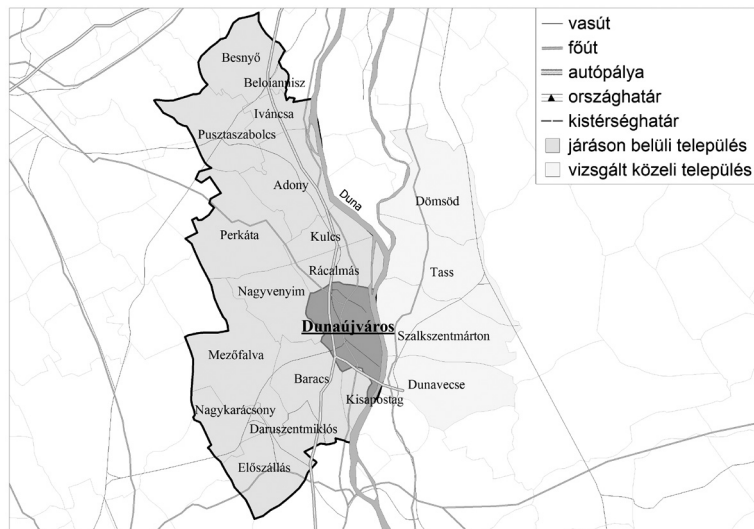 vasút
főút
autópálya
országhatár
kistérséghatár
járáson belüli település
vizsgált közeli település
Besnyő
Beloiannisz
Iváncsa
Pusztaszabolcs
Adony
Duna
Dömsöd
Perkáta
Kulcs
Rácalmás
Tass
Nagyvenyim
Dunaújváros
Szalkszentmárton
Mezőfalva
Baracs
Dunavecse
Kisapostag
Nagykarácsony
Daruszentmiklós
Előszállás